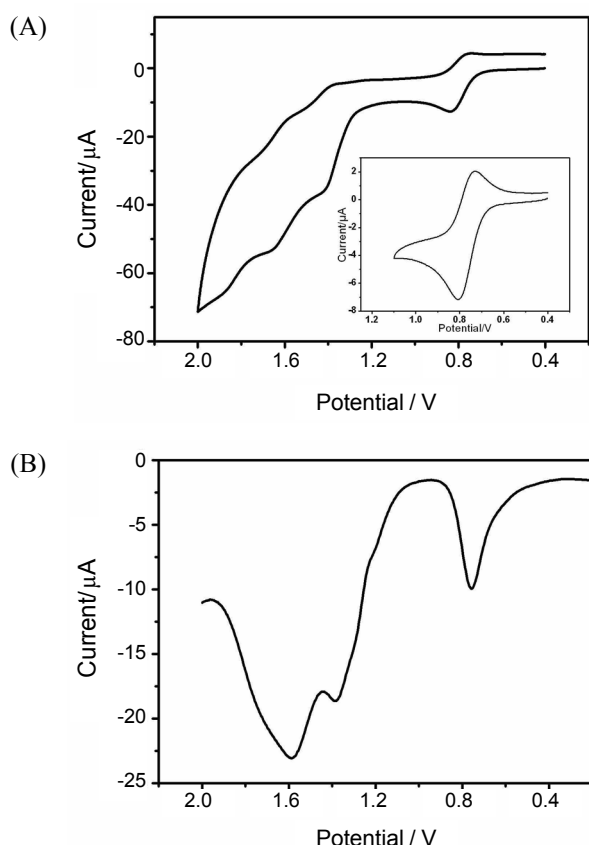 (A)
0
-20
-40
-60
-80
Current/μA
2.0 1.6 1.2 0.8 0.4
Potential / V
2
0
-2
-4
-6
-8
Current/μA
1.2 1.0 0.8 0.6 0.4
Potential/V
(B)
0
-5
-10
-15
-20
-25
Current/μA
2.0 1.6 1.2 0.8 0.4
Potential / V